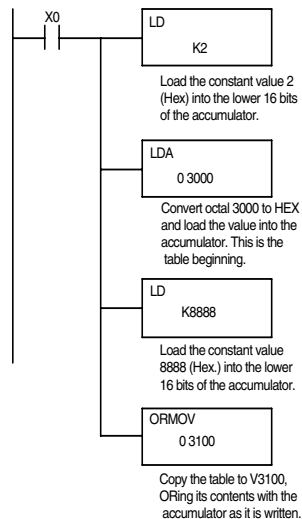 X0
LD
K2
Load the constant value 2
(Hex) into the lower 16 bits
of the accumulator.
LDA
0 3000
Convert octal 3000 to HEX
and load the value into the
accumulator. This is the
table beginning.
LD
K8888
Load the constant value
8888 (Hex.) into the lower
16 bits of the accumulator.
ORMOV
0 3100
Copy the table to V3100,
ORing its contents with the
accumulator as it is written.